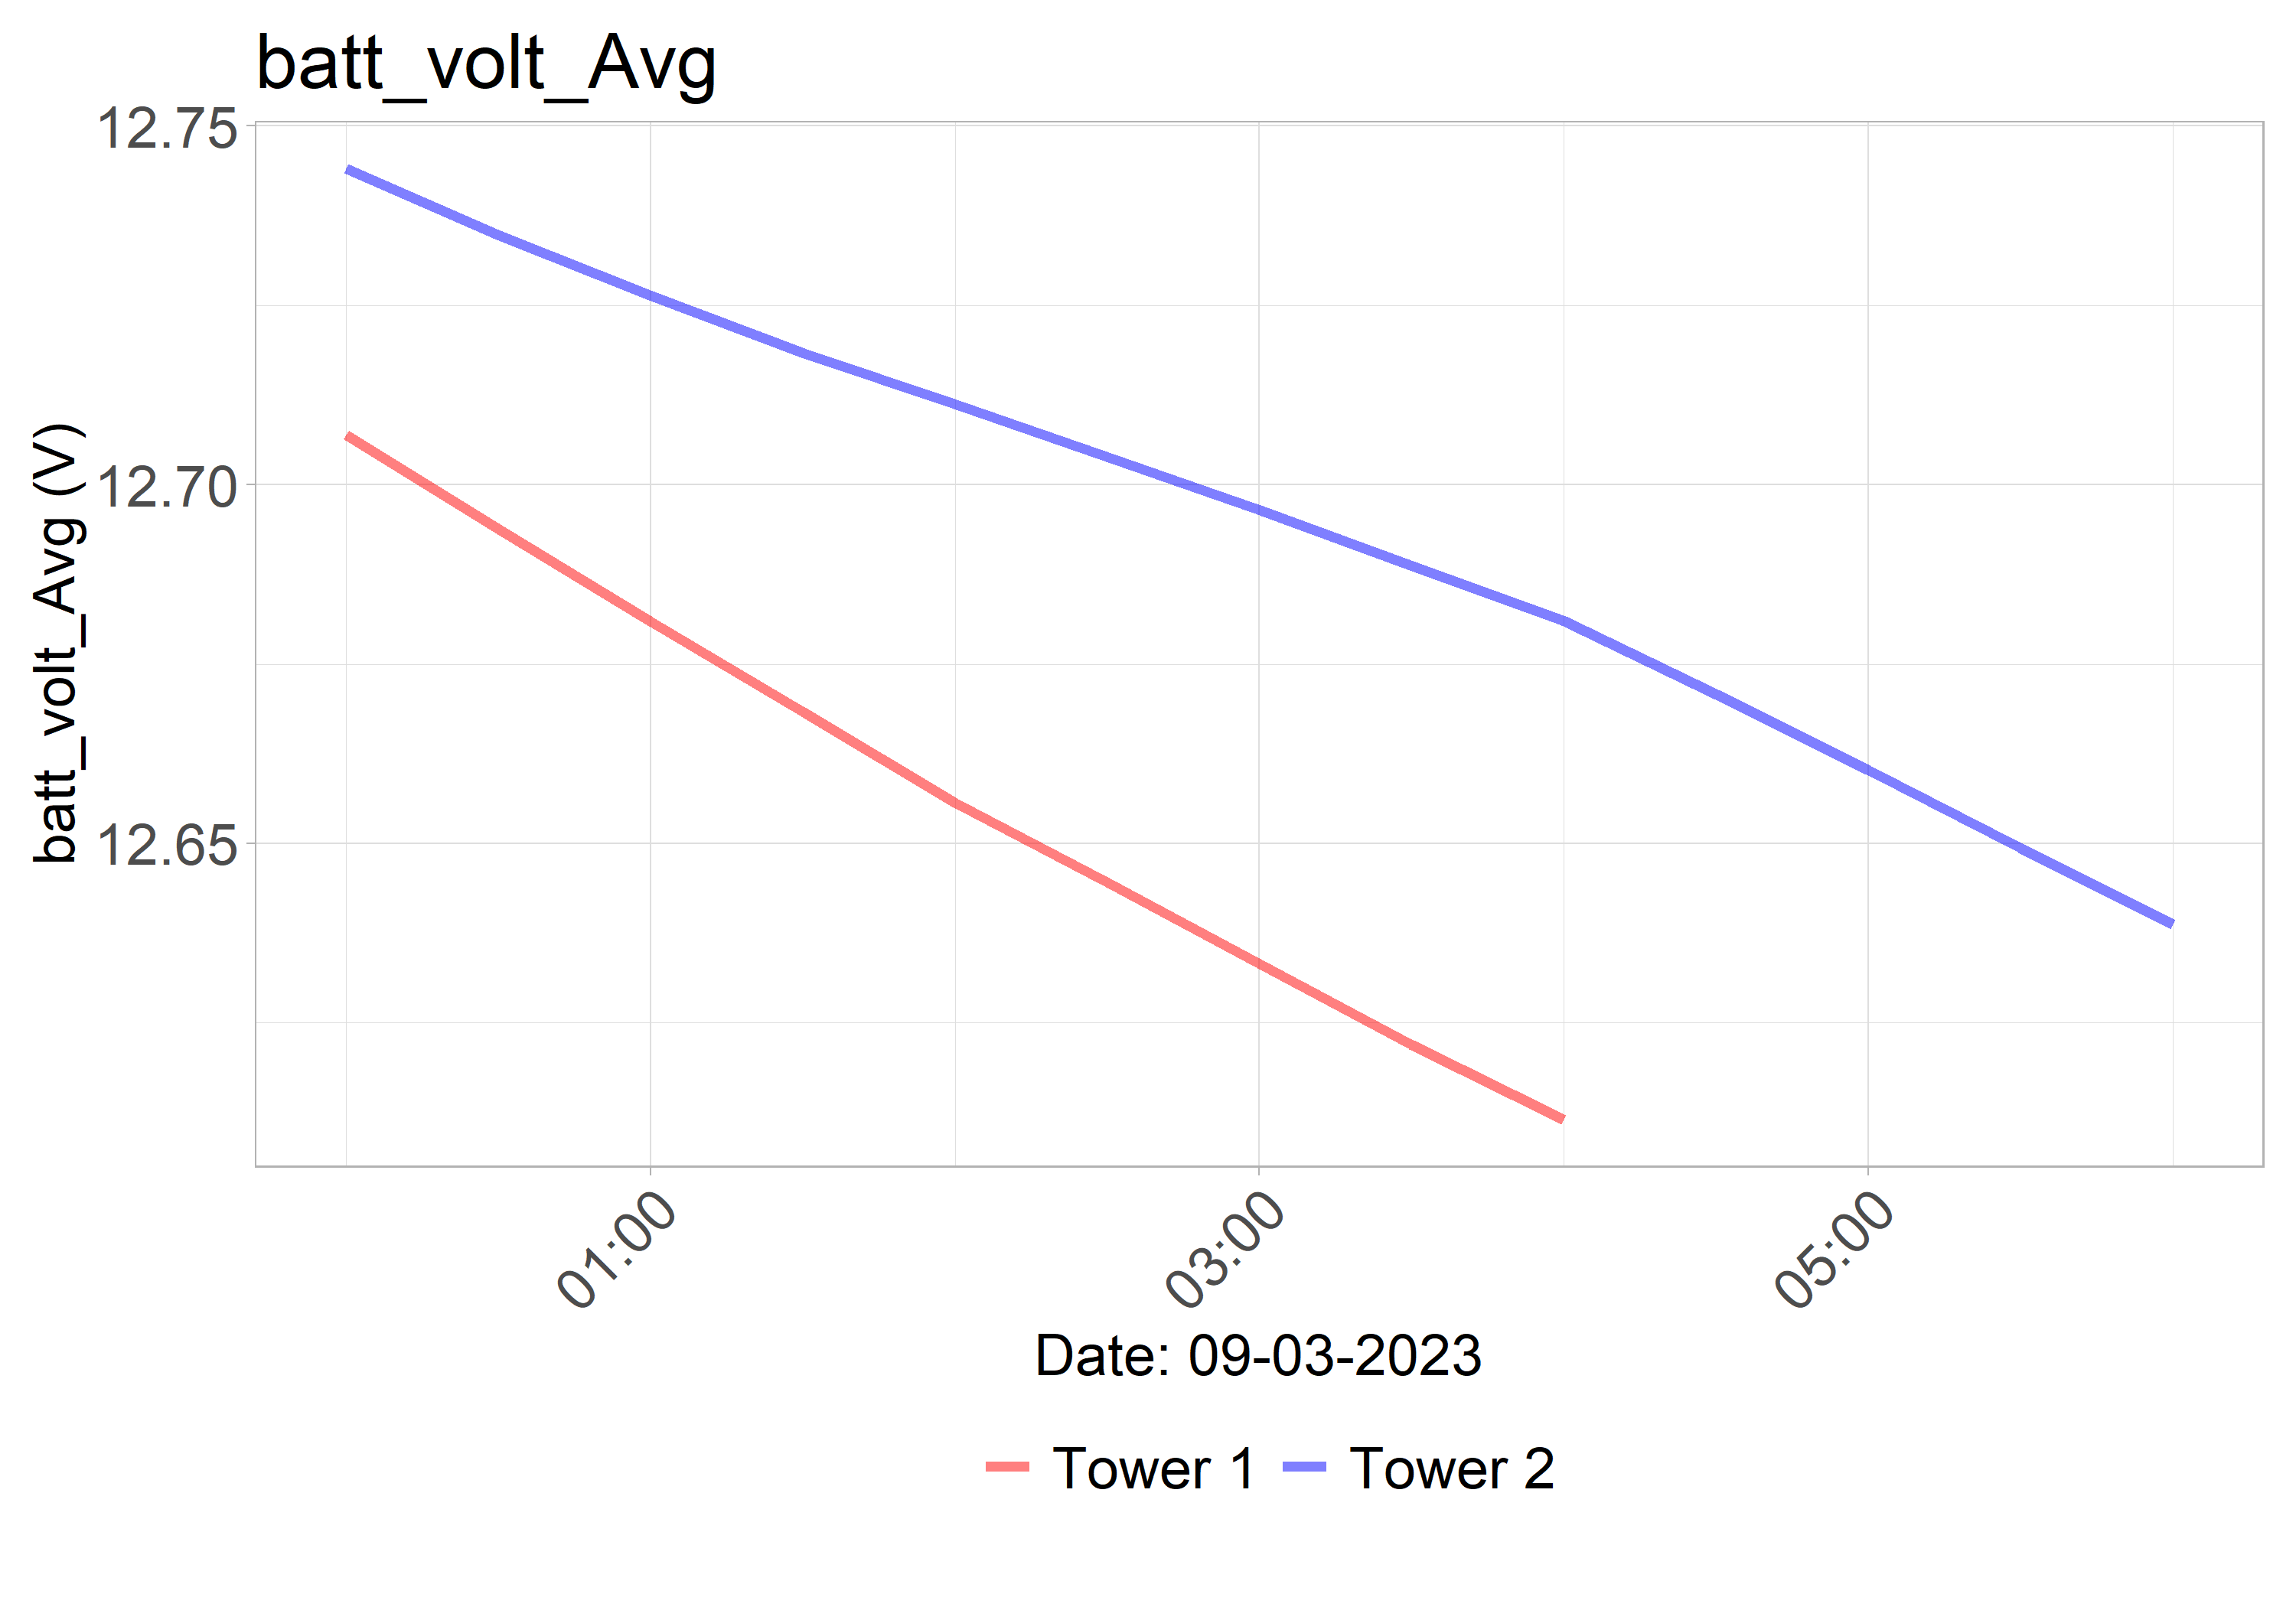 batt_volt_Avg
batt_volt_Avg (V)
12.75
12.70
12.65
01:00
03:00
05:00
Date: 09-03-2023
Tower 1
Tower 2